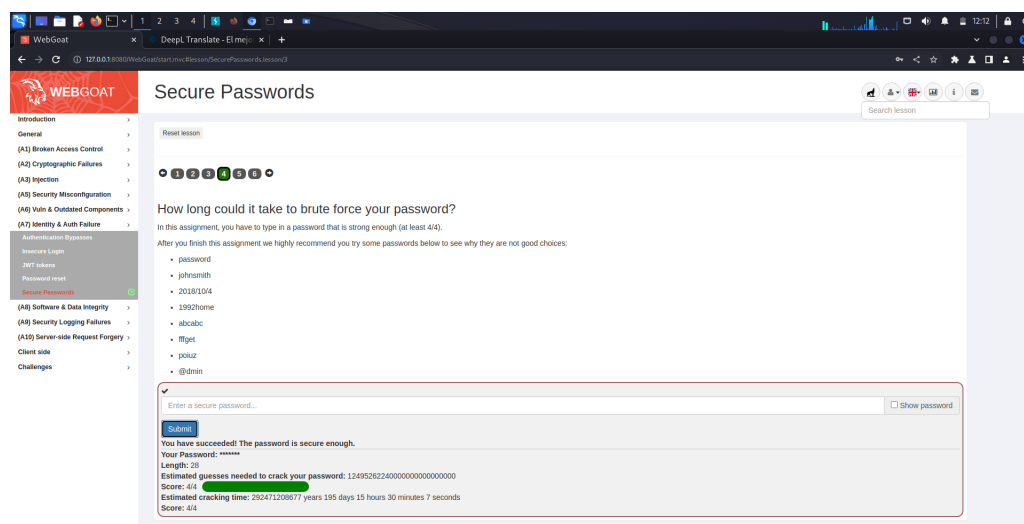 1 2 3 4
12:12
WebGoat ×
DeepL Translate - El mejo × +
127.0.0.1:8080/WebGoat/start.mvc#lesson/SecurePasswords.lesson/3
WEBGOAT
Secure Passwords
Search lesson
Introduction
General
(A1) Broken Access Control
(A2) Cryptographic Failures
(A3) Injection
(A5) Security Misconfiguration
(A6) Vuln & Outdated Components
(A7) Identity & Auth Failure
Authentication Bypasses
Insecure Login
JWT tokens
Password reset
Secure Passwords
(A8) Software & Data Integrity
(A9) Security Logging Failures
(A10) Server-side Request Forgery
Client side
Challenges
Reset lesson
1 2 3 4 5 6
How long could it take to brute force your password?
In this assignment, you have to type in a password that is strong enough (at least 4/4).
After you finish this assignment we highly recommend you try some passwords below to see why they are not good choices:
• password
• johnsmith
• 2018/10/4
• 1992home
• abcabc
• fffget
• poiuz
• @dmin
Enter a secure password...
Show password
Submit
You have succeeded! The password is secure enough.
Your Password: *******
Length: 28
Estimated guesses needed to crack your password: 12495262240000000000000000
Score: 4/4
Estimated cracking time: 292471208677 years 195 days 15 hours 30 minutes 7 seconds
Score: 4/4